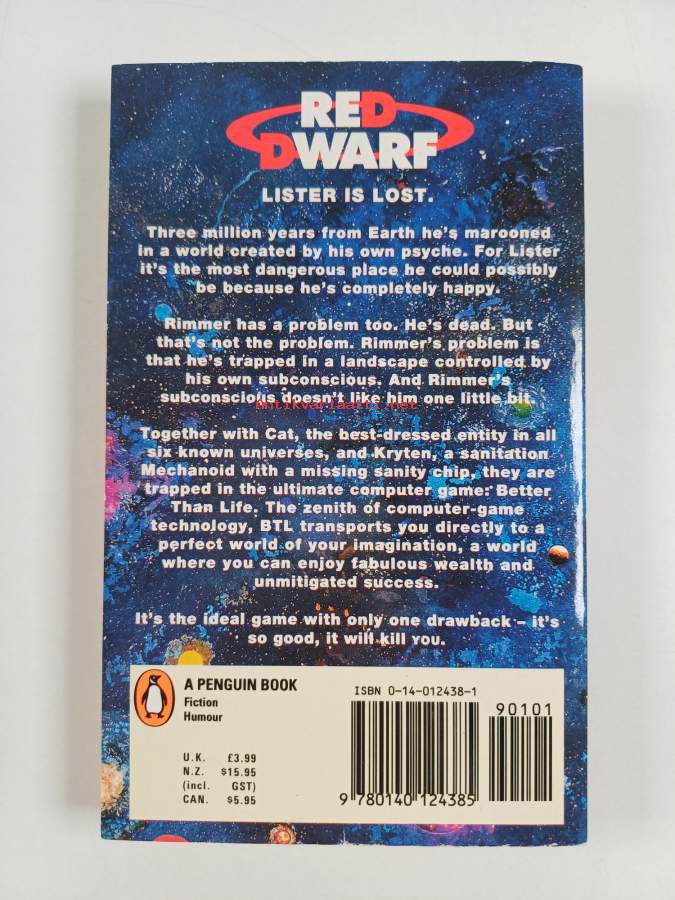 RED
DWARF
LISTER IS LOST.
Three million years from Earth he's marooned
in a world created by his own psyche. For Lister
it's the most dangerous place he could possibly
be because he's completely happy.
Rimmer has a problem too. He's dead. But
that's not the problem. Rimmer's problem is
that he's trapped in a landscape controlled by
his own subconscious. And Rimmer's
subconscious doesn't like him one little bit.
antikvariaatti.net
Together with Cat, the best-dressed entity in all
six known universes, and Kryten, a sanitation
Mechanoid with a missing sanity chip, they are
trapped in the ultimate computer game: Better
Than Life. The zenith of computer-game
technology, BTL transports you directly to a
perfect world of your imagination, a world
where you can enjoy fabulous wealth and
unmitigated success.
It's the ideal game with only one drawback – it's
so good, it will kill you.
A PENGUIN BOOK
Fiction
Humour
U.K. £3.99
N.Z. $15.95
(incl. GST)
CAN. $5.95
ISBN 0-14-012438-1
90101
9 780140 124385